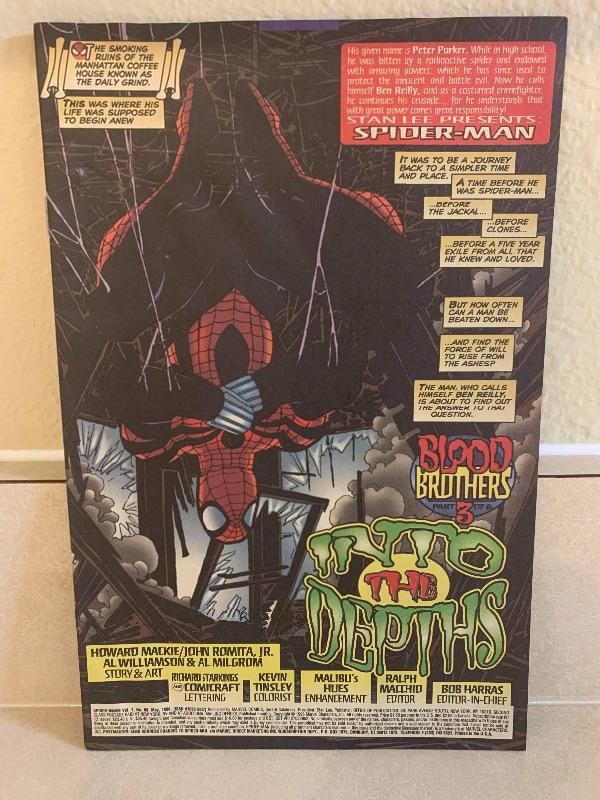 THE SMOKING
RUINS OF THE
MANHATTAN COFFEE
HOUSE KNOWN AS
THE DAILY GRIND.
THIS WAS WHERE HIS
LIFE WAS SUPPOSED
TO BEGIN ANEW
His given name is Peter Parker. While in high school,
he was bitten by a radioactive spider and endowed
with amazing powers, which he has since used to
protect the innocent and battle evil. Now he calls
himself Ben Reilly, and as a costumed crimefighter,
he continues his crusade... for he understands that
with great power comes great responsibility!
STAN LEE PRESENTS:
SPIDER-MAN
IT WAS TO BE A JOURNEY
BACK TO A SIMPLER TIME
AND PLACE.
A TIME BEFORE HE
WAS SPIDER-MAN...
...BEFORE
THE JACKAL...
...BEFORE
CLONES...
...BEFORE A FIVE YEAR
EXILE FROM ALL THAT
HE KNEW AND LOVED.
BUT HOW OFTEN
CAN A MAN BE
BEATEN DOWN...
...AND FIND THE
FORCE OF WILL
TO RISE FROM
THE ASHES?
THE MAN, WHO CALLS
HIMSELF BEN REILLY,
IS ABOUT TO FIND OUT
THE ANSWER TO THAT
QUESTION.
BLOOD
BROTHERS
PART 3 OF 6
INTO
THE
DEPTHS
HOWARD MACKIE/JOHN ROMITA, JR.
AL WILLIAMSON & AL MILGROM
STORY & ART
RICHARD STARKINGS
AND COMICRAFT
LETTERING
KEVIN
TINSLEY
COLORIST
MALIBU'S
HUES
ENHANCEMENT
RALPH
MACCHIO
EDITOR
BOB HARRAS
EDITOR-IN-CHIEF